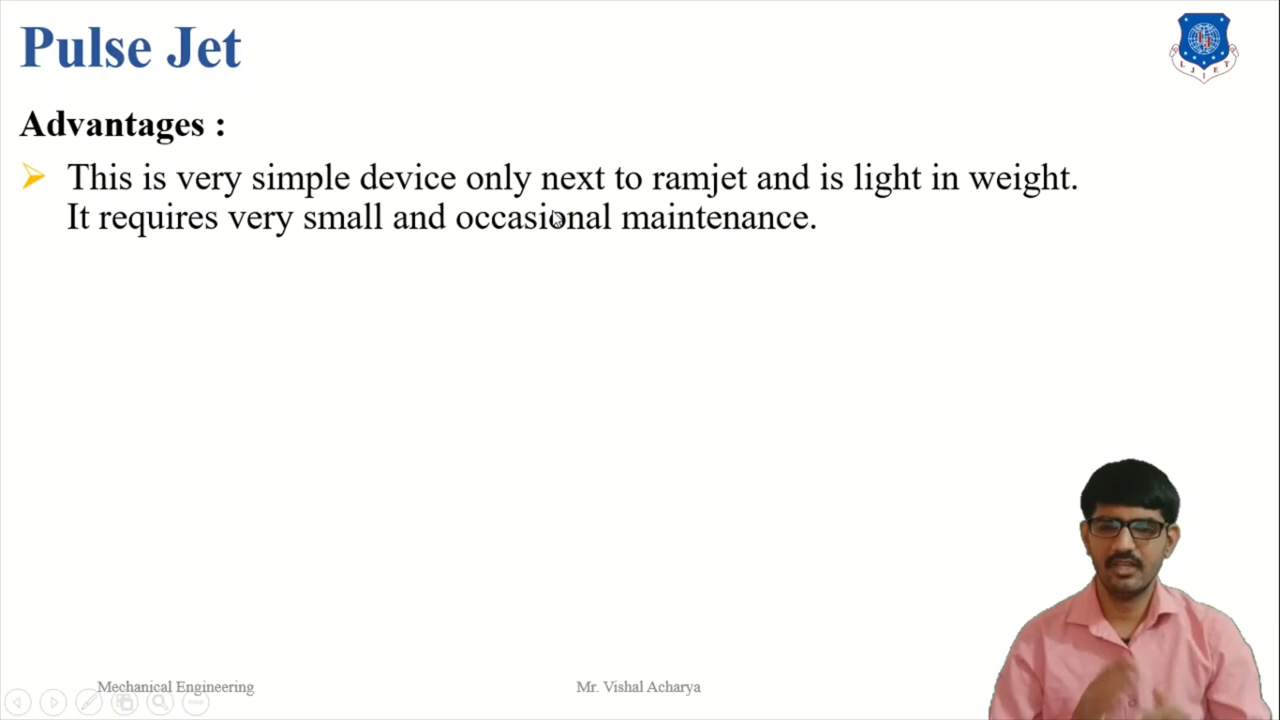 Pulse Jet
Advantages :
This is very simple device only next to ramjet and is light in weight.
It requires very small and occasional maintenance.
L J I E T
Mechanical Engineering
Mr. Vishal Acharya